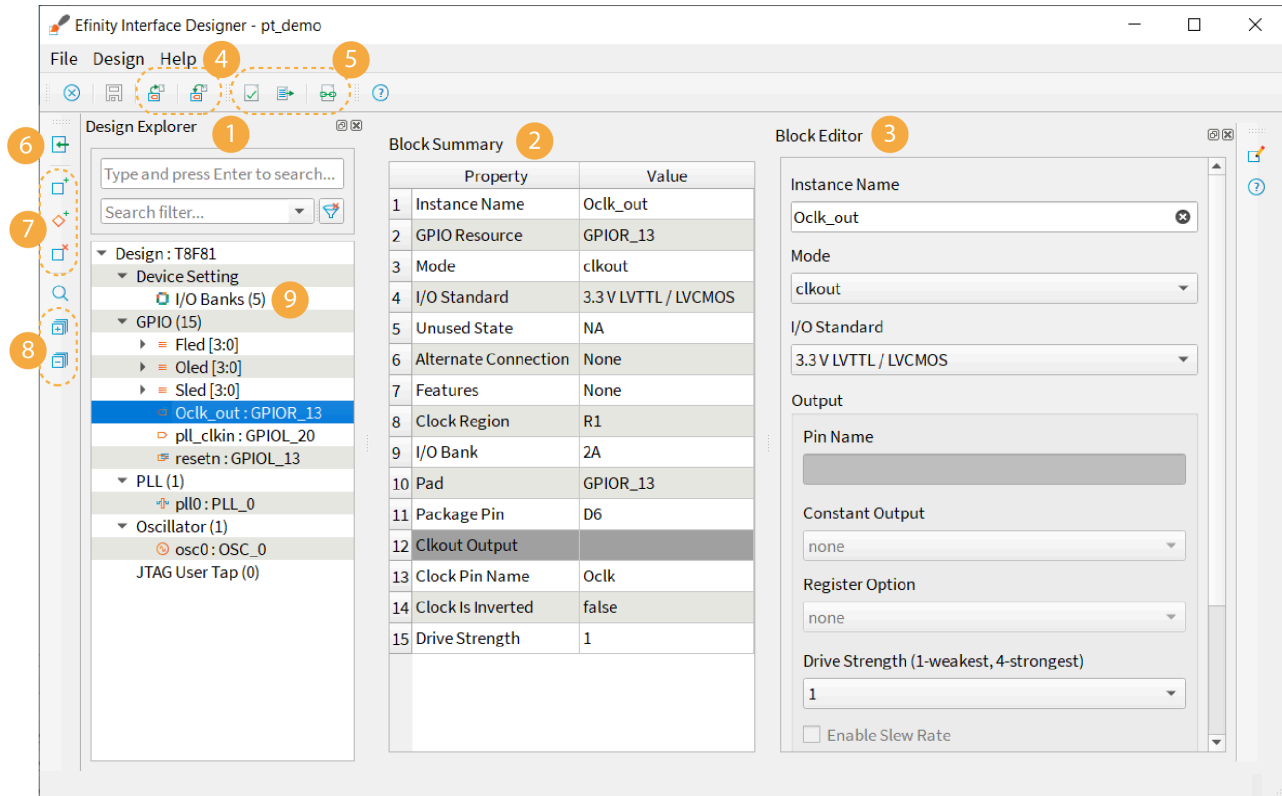 Efinity Interface Designer - pt_demo
File Design Help
4
5
6
7
8
Design Explorer
1
Type and press Enter to search...
Search filter...
Design : T8F81
Device Setting
I/O Banks (5)
9
GPIO (15)
Fled [3:0]
Oled [3:0]
Sled [3:0]
Oclk_out : GPIOR_13
pll_clkin : GPIOL_20
resetn : GPIOL_13
PLL (1)
pll0 : PLL_0
Oscillator (1)
osc0 : OSC_0
JTAG User Tap (0)
Block Summary
2
Property Value
1 Instance Name Oclk_out
2 GPIO Resource GPIOR_13
3 Mode clkout
4 I/O Standard 3.3 V LVTTL / LVCMOS
5 Unused State NA
6 Alternate Connection None
7 Features None
8 Clock Region R1
9 I/O Bank 2A
10 Pad GPIOR_13
11 Package Pin D6
12 Clkout Output
13 Clock Pin Name Oclk
14 Clock Is Inverted false
15 Drive Strength 1
Block Editor
3
Instance Name
Oclk_out
Mode
clkout
I/O Standard
3.3 V LVTTL / LVCMOS
Output
Pin Name
Constant Output
none
Register Option
none
Drive Strength (1-weakest, 4-strongest)
1
Enable Slew Rate